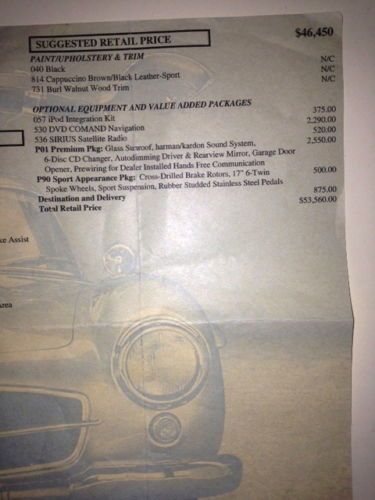 SUGGESTED RETAIL PRICE $46,450
PAINT/UPHOLSTERY & TRIM
040 Black N/C
814 Cappuccino Brown/Black Leather-Sport N/C
731 Burl Walnut Wood Trim N/C
OPTIONAL EQUIPMENT AND VALUE ADDED PACKAGES
057 iPod Integration Kit 375.00
530 DVD COMAND Navigation 2,290.00
536 SIRIUS Satellite Radio 520.00
P01 Premium Pkg: Glass Sunroof, harman/kardon Sound System, 2,550.00
6-Disc CD Changer, Autodimming Driver & Rearview Mirror, Garage Door
Opener, Prewiring for Dealer Installed Hands Free Communication
P90 Sport Appearance Pkg: Cross-Drilled Brake Rotors, 17" 6-Twin 500.00
Spoke Wheels, Sport Suspension, Rubber Studded Stainless Steel Pedals
Destination and Delivery 875.00
Total Retail Price $53,560.00
ke Assist
Area